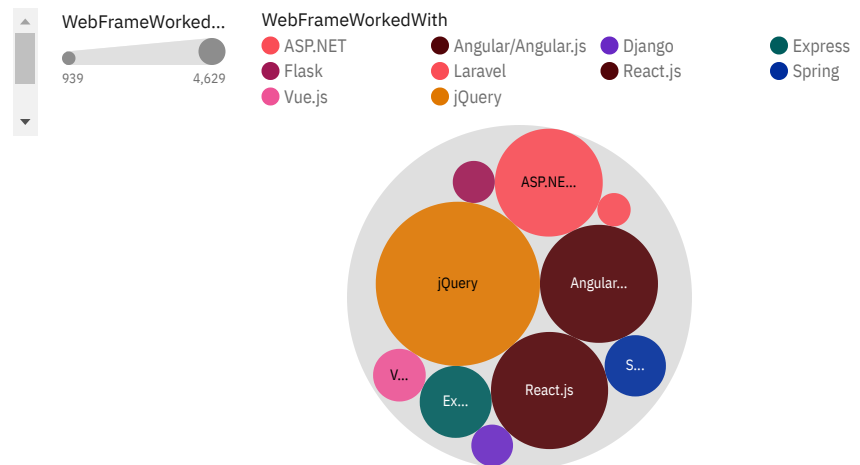 WebFrameWorked...
939
4,629
WebFrameWorkedWith
ASP.NET
Angular/Angular.js
Django
Express
Flask
Laravel
React.js
Spring
Vue.js
jQuery
ASP.NE...
jQuery
Angular...
S...
V...
React.js
Ex...